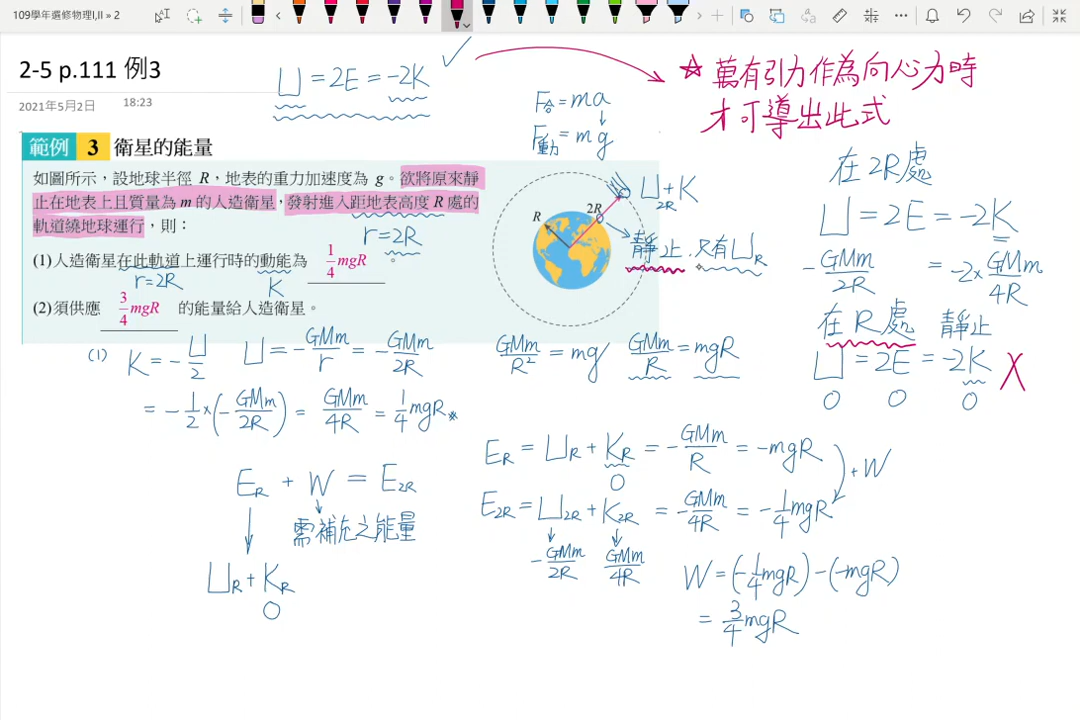 109學年選修物理I,II » 2
2-5 p.111 例3
2021年5月2日 18:23
U = 2E = -2K ✓
☆ 萬有引力作為向心力時
才可導出此式
F合 = ma
F重力 = mg
範例 3 衛星的能量
如圖所示，設地球半徑 R，地表的重力加速度為 g。欲將原來靜
止在地表上且質量為 m 的人造衛星，發射進入距地表高度 R 處的
軌道繞地球運行，則：
r = 2R
(1)人造衛星在此軌道上運行時的動能為 1/4 mgR 。
r = 2R K
(2)須供應 3/4 mgR 的能量給人造衛星。
R
2R
U2R + K
靜止．只有UR
在 2R 處
U = 2E = -2K
-GMm/2R = -2 × GMm/4R
在 R 處 靜止
U = 2E = -2K X
0 0 0
(1) K = -U/2 U = -GMm/r = -GMm/2R
= -1/2 × (-GMm/2R) = GMm/4R = 1/4 mgR *
GMm/R² = mg GMm/R = mgR
ER + W = E2R
需補充之能量
UR + KR
0
ER = UR + KR = -GMm/R = -mgR
0
+W
E2R = U2R + K2R = -GMm/4R = -1/4 mgR
-GMm/2R GMm/4R
W = (-1/4 mgR) - (-mgR)
= 3/4 mgR